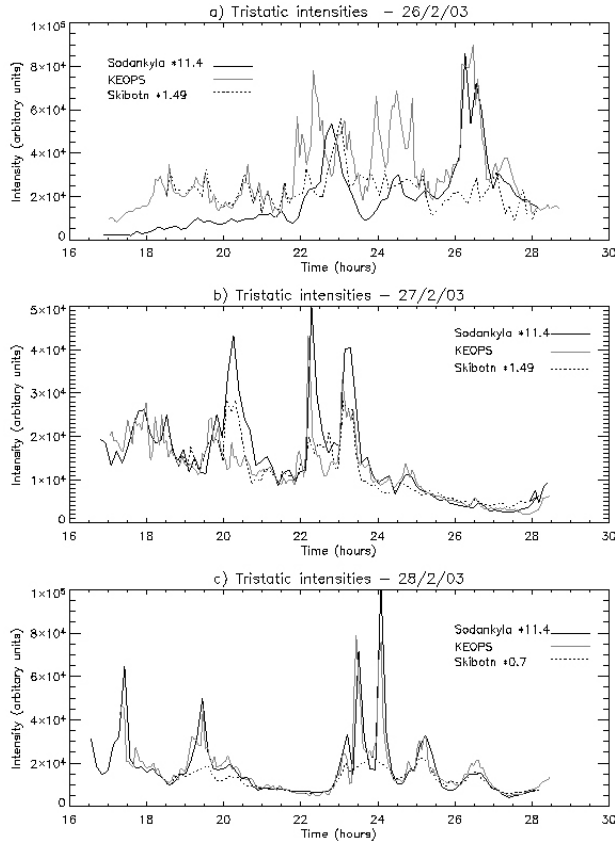 a) Tristatic intensities – 26/2/03
Intensity (arbitary units)
1×10⁵
8×10⁴
6×10⁴
4×10⁴
2×10⁴
0
Sodankyla *11.4
KEOPS
Skibotn *1.49
16 18 20 22 24 26 28 30
Time (hours)
b) Tristatic intensities – 27/2/03
Intensity (arbitary units)
5×10⁴
4×10⁴
3×10⁴
2×10⁴
1×10⁴
0
Sodankyla *11.4
KEOPS
Skibotn *1.49
16 18 20 22 24 26 28 30
Time (hours)
c) Tristatic intensities – 28/2/03
Intensity (arbitary units)
1×10⁵
8×10⁴
6×10⁴
4×10⁴
2×10⁴
0
Sodankyla *11.4
KEOPS
Skibotn *0.7
16 18 20 22 24 26 28 30
Time (hours)